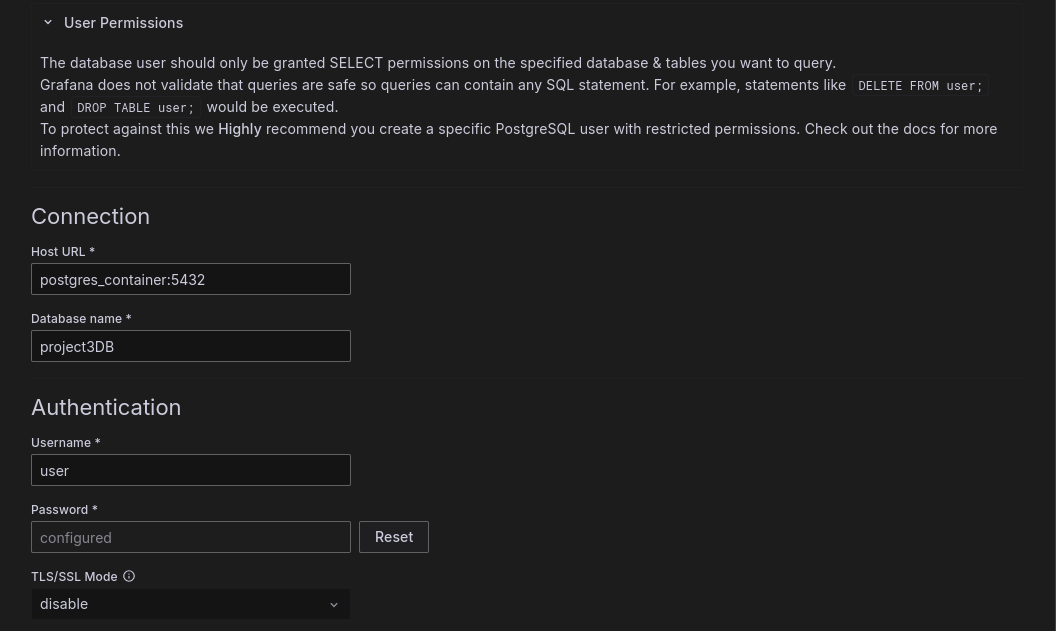 User Permissions
The database user should only be granted SELECT permissions on the specified database & tables you want to query.
Grafana does not validate that queries are safe so queries can contain any SQL statement. For example, statements like DELETE FROM user;
and DROP TABLE user; would be executed.
To protect against this we Highly recommend you create a specific PostgreSQL user with restricted permissions. Check out the docs for more
information.
Connection
Host URL *
postgres_container:5432
Database name *
project3DB
Authentication
Username *
user
Password *
configured Reset
TLS/SSL Mode
disable